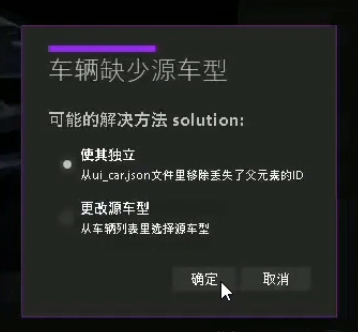 车辆缺少源车型
可能的解决方法 solution:
使其独立
从ui_car.json文件里移除丢失了父元素的ID
更改源车型
从车辆列表里选择源车型
确定 取消